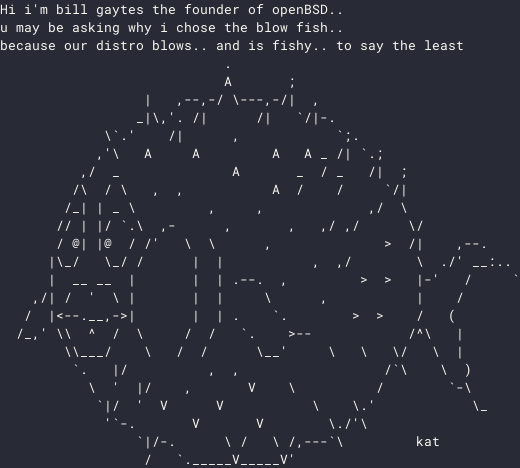 Hi i'm bill gaytes the founder of openBSD..
u may be asking why i chose the blow fish..
because our distro blows.. and is fishy.. to say the least
kat